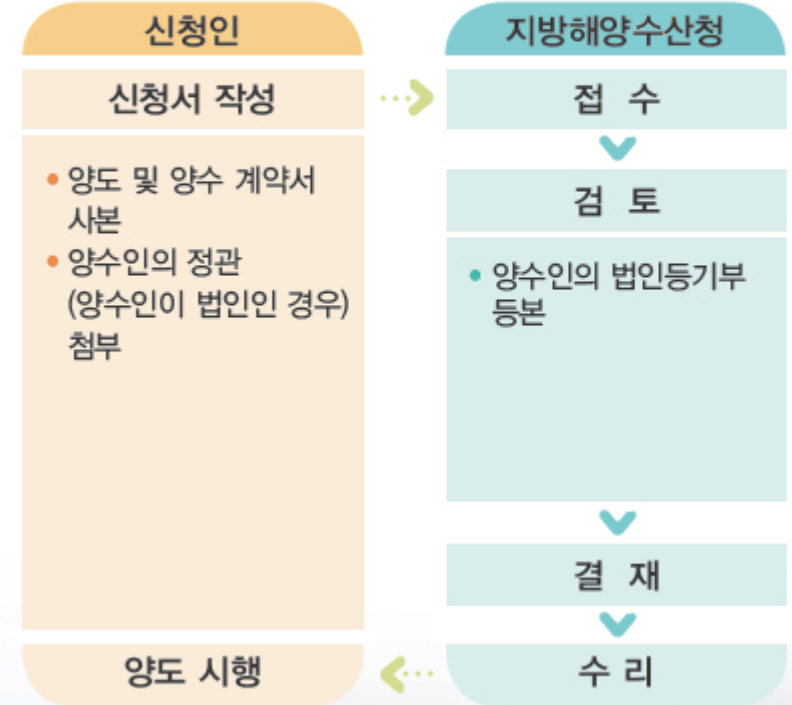 신청인
신청서 작성
• 양도 및 양수 계약서
사본
• 양수인의 정관
(양수인이 법인인 경우)
첨부
양도 시행
지방해양수산청
접 수
검 토
• 양수인의 법인등기부
등본
결 재
수 리